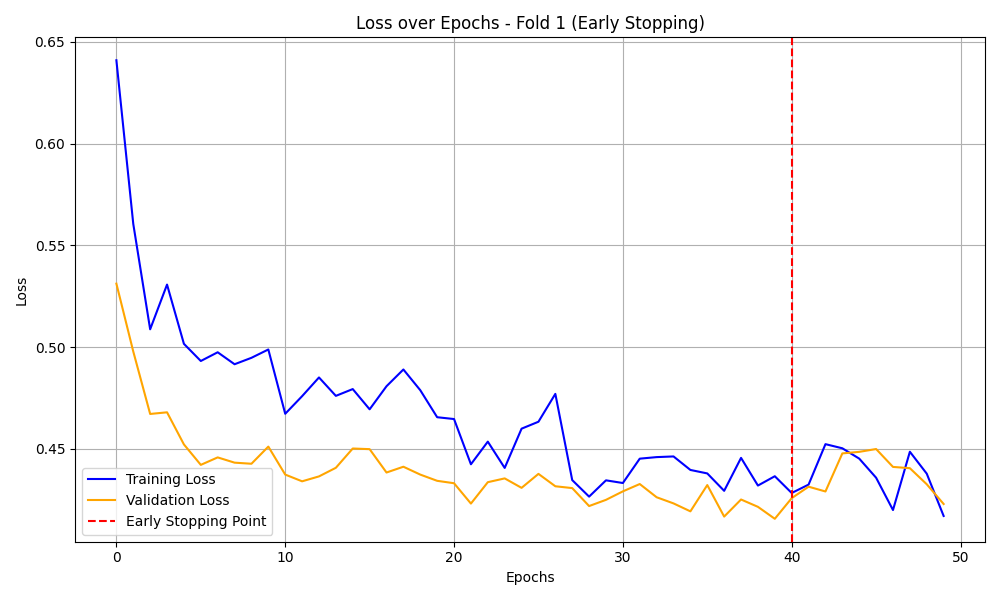 Loss over Epochs - Fold 1 (Early Stopping)
0.65
0.60
0.55
0.50
0.45
Loss
Training Loss
Validation Loss
Early Stopping Point
0 10 20 30 40 50
Epochs